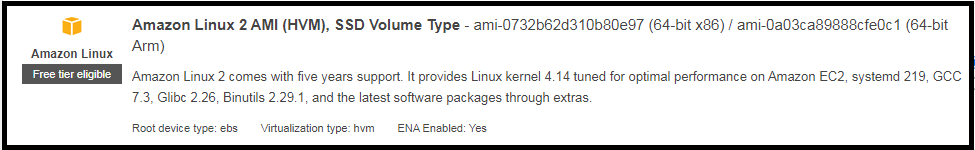 Amazon Linux 2 AMI (HVM), SSD Volume Type - ami-0732b62d310b80e97 (64-bit x86) / ami-0a03ca89888cfe0c1 (64-bit
Arm)
Amazon Linux
Free tier eligible
Amazon Linux 2 comes with five years support. It provides Linux kernel 4.14 tuned for optimal performance on Amazon EC2, systemd 219, GCC
7.3, Glibc 2.26, Binutils 2.29.1, and the latest software packages through extras.
Root device type: ebs Virtualization type: hvm ENA Enabled: Yes